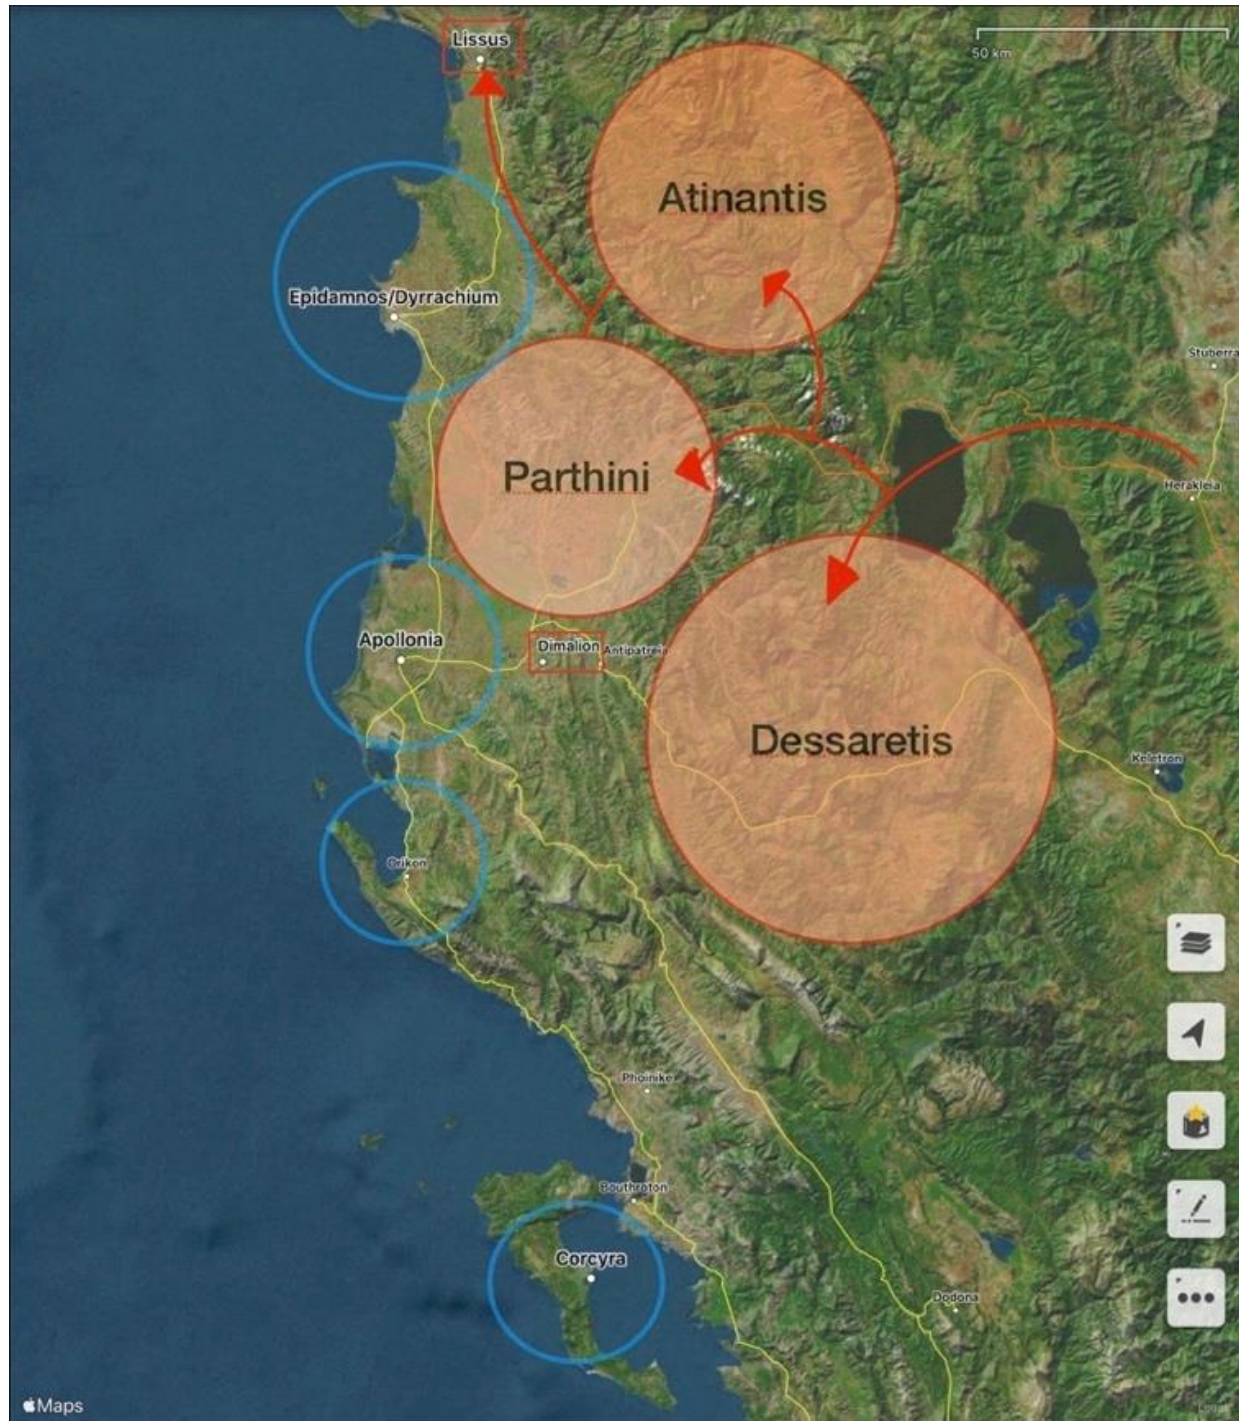 Lissus
50 km
Atinantis
Epidamnos/Dyrrachium
Stuberra
Parthini
Herakleia
Apollonia
Dimalion
Antipatreia
Dessaretis
Keletron
Orikon
Phoinike
Bouthroton
Corcyra
Dodona
Maps
Legal